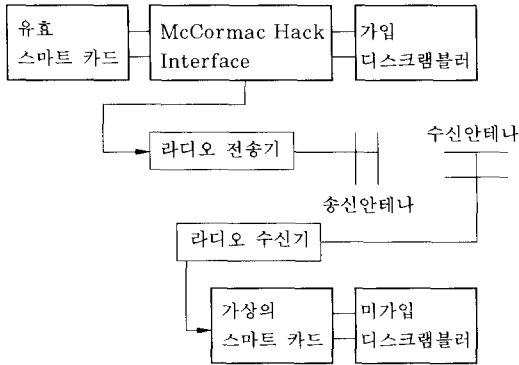 유효
스마트 카드
McCormac Hack
Interface
가입
디스크램블러
라디오 전송기
수신안테나
송신안테나
라디오 수신기
가상의
스마트 카드
미가입
디스크램블러